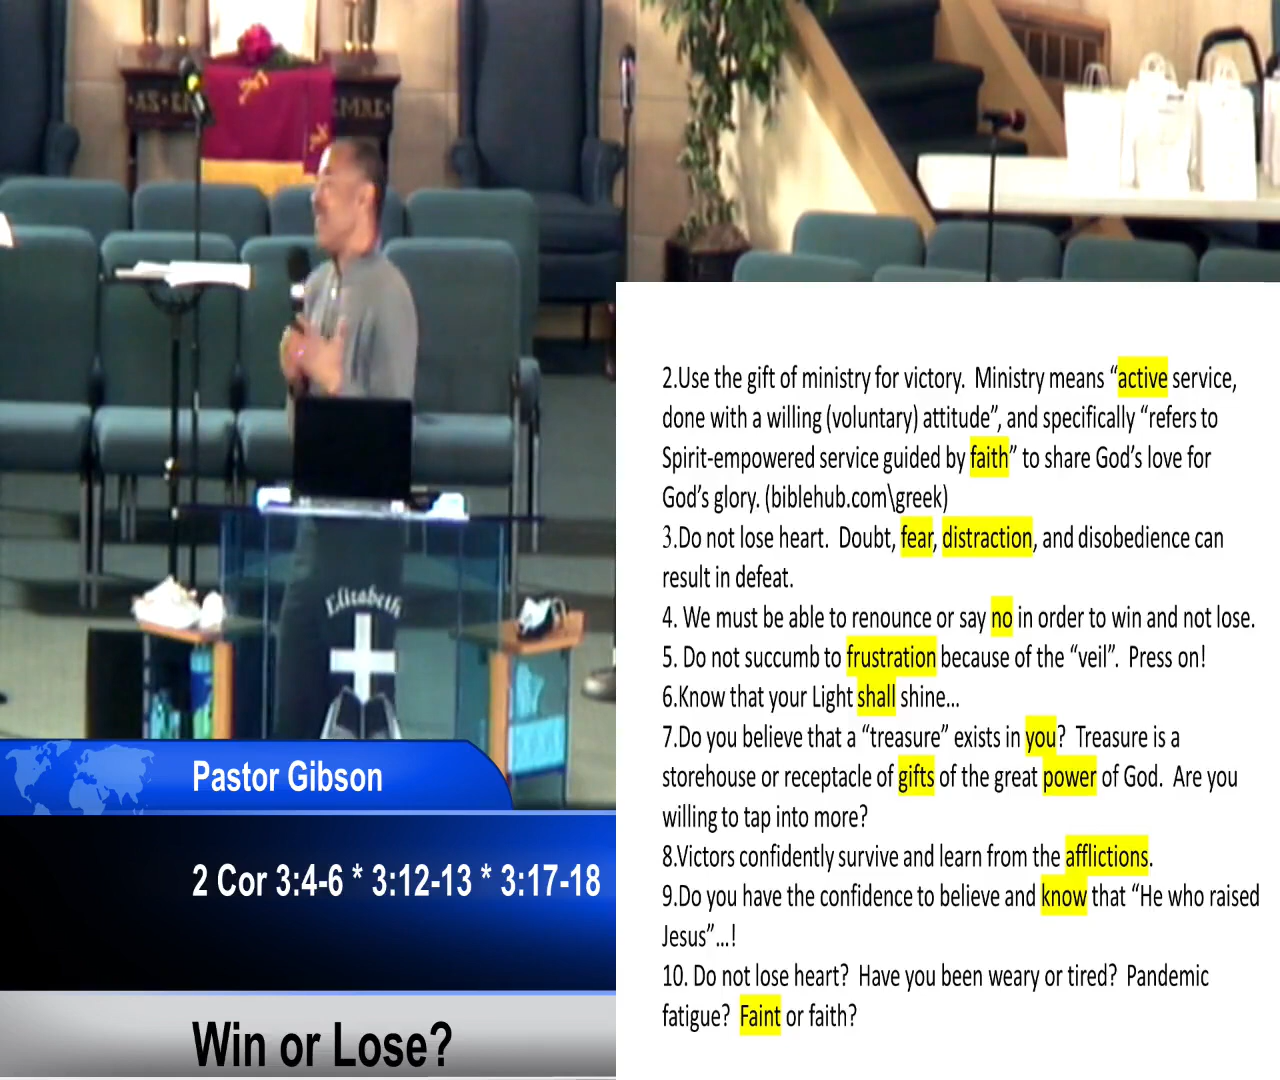 AS · E
EMBE
2.Use the gift of ministry for victory.  Ministry means “active service,
done with a willing (voluntary) attitude”, and specifically “refers to
Spirit-empowered service guided by faith” to share God’s love for
God’s glory. (biblehub.com\greek)
3.Do not lose heart.  Doubt, fear, distraction, and disobedience can
result in defeat.
4. We must be able to renounce or say no in order to win and not lose.
5. Do not succumb to frustration because of the “veil”.  Press on!
6.Know that your Light shall shine...
7.Do you believe that a “treasure” exists in you?  Treasure is a
storehouse or receptacle of gifts of the great power of God.  Are you
willing to tap into more?
8.Victors confidently survive and learn from the afflictions.
9.Do you have the confidence to believe and know that “He who raised
Jesus”...!
10. Do not lose heart?  Have you been weary or tired?  Pandemic
fatigue?  Faint or faith?
Elizabeth
Pastor Gibson
2 Cor 3:4-6 * 3:12-13 * 3:17-18
Win or Lose?